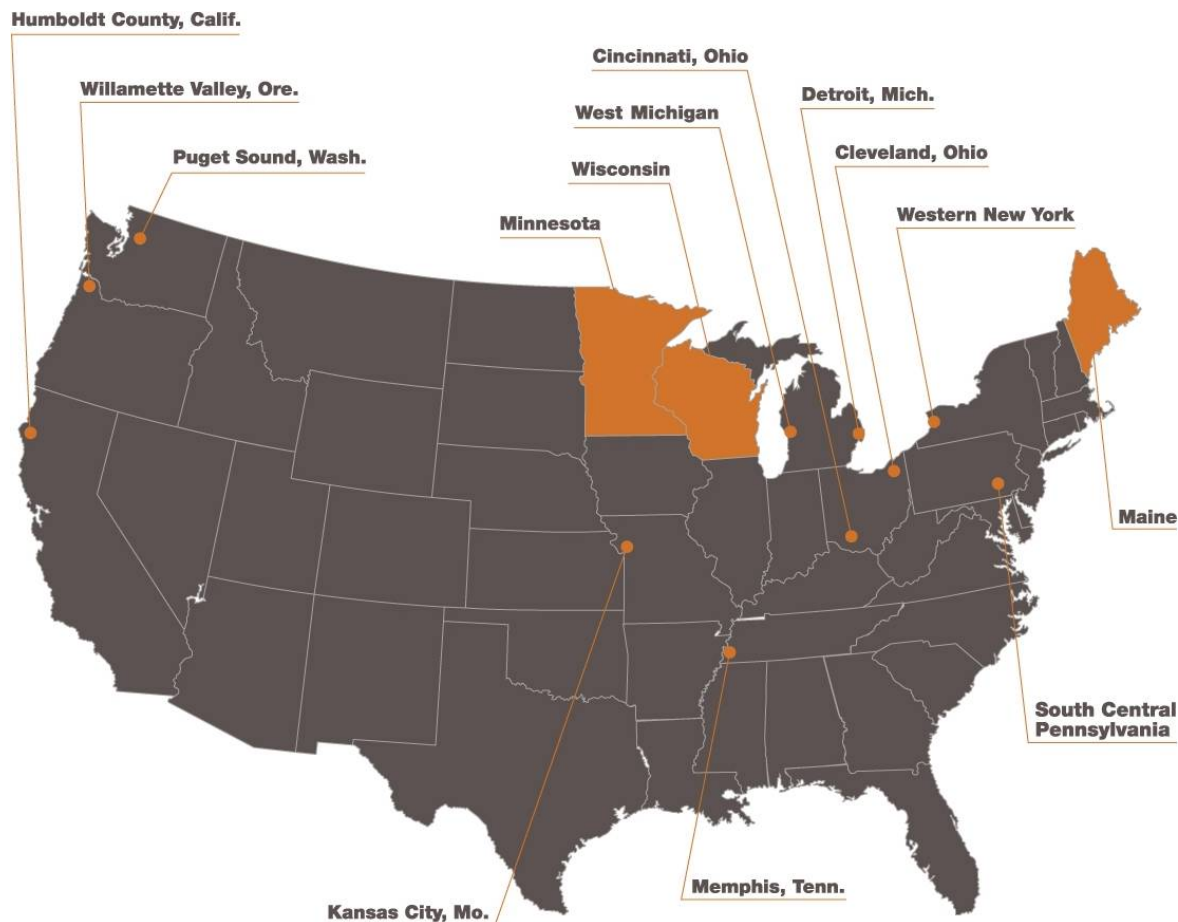 Humboldt County, Calif.
Cincinnati, Ohio
Willamette Valley, Ore.
Detroit, Mich.
West Michigan
Puget Sound, Wash.
Cleveland, Ohio
Wisconsin
Western New York
Minnesota
Maine
South Central
Pennsylvania
Memphis, Tenn.
Kansas City, Mo.